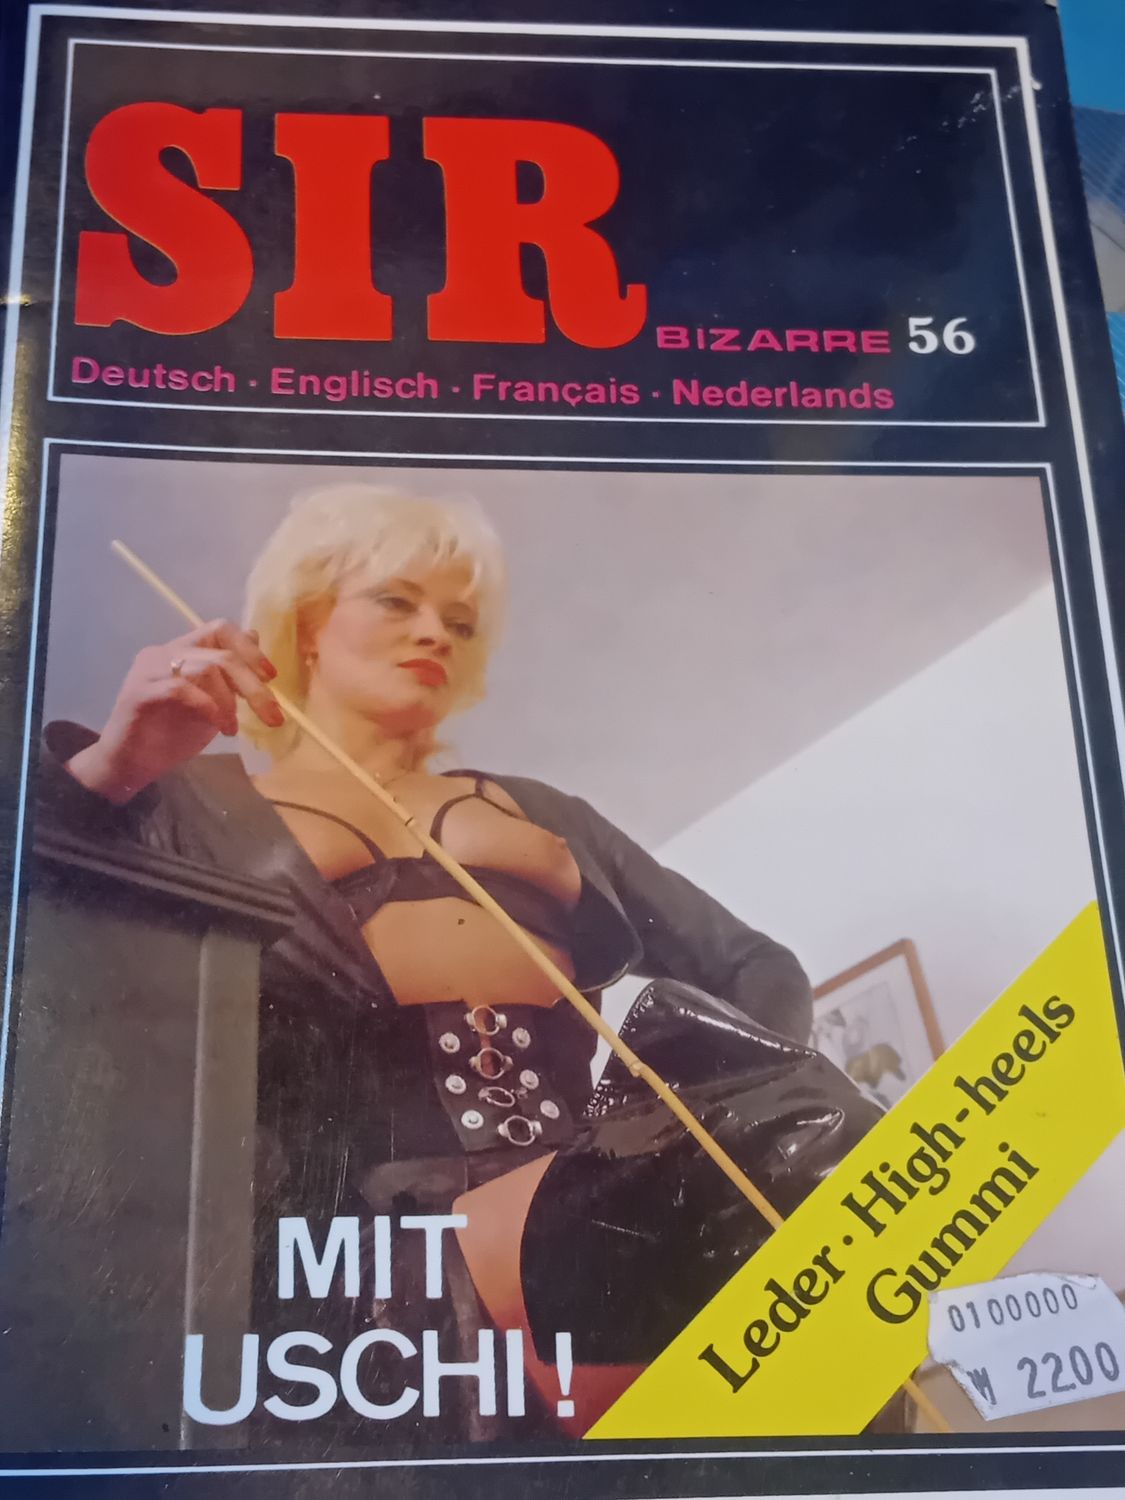 SIR
BiZARRE 56
Deutsch · Englisch · Français · Nederlands
MIT
USCHI!
Leder · High-heels
Gummi
0100000
M 2200